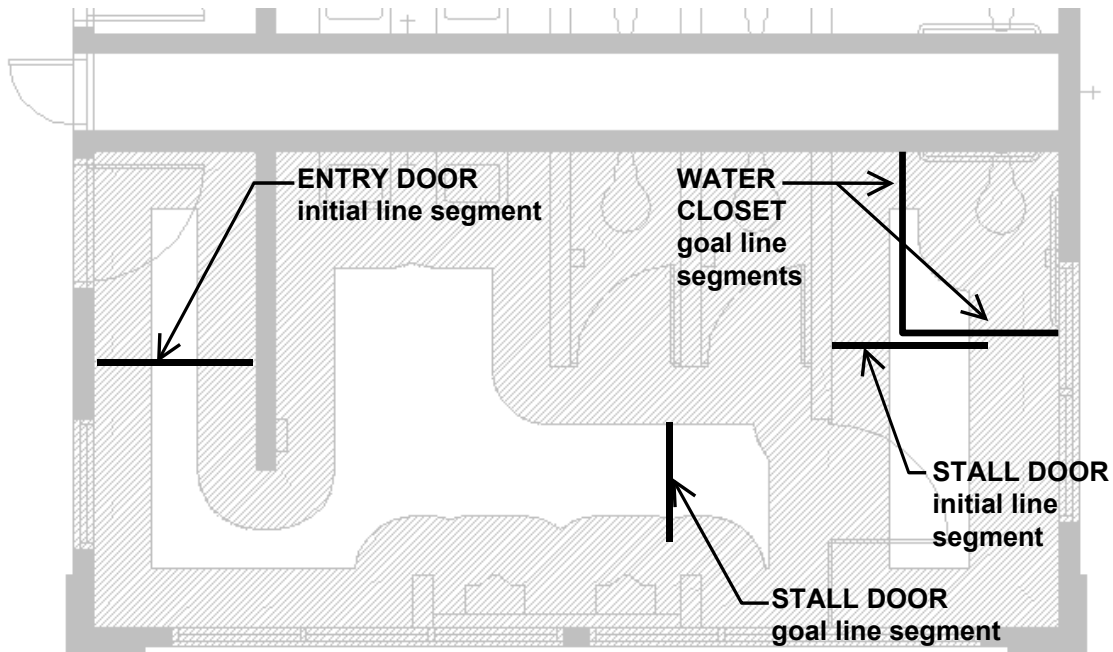 ENTRY DOOR
initial line segment
WATER
CLOSET
goal line
segments
STALL DOOR
initial line
segment
STALL DOOR
goal line segment